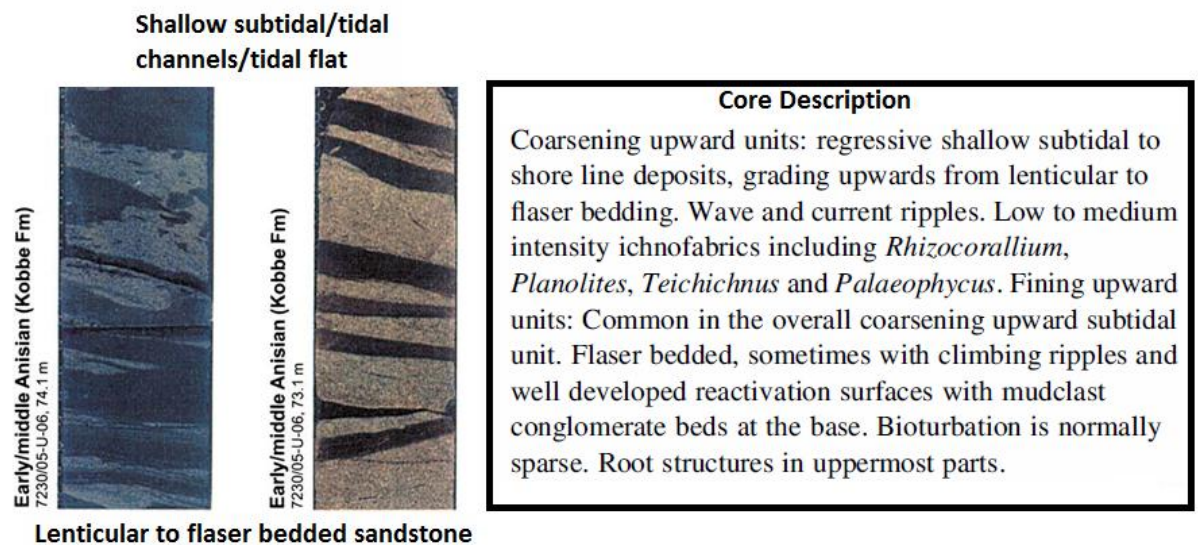 Shallow subtidal/tidal
channels/tidal flat
Early/middle Anisian (Kobbe Fm)
7230/05-U-06, 74.1 m
Early/middle Anisian (Kobbe Fm)
7230/05-U-06, 73.1 m
Lenticular to flaser bedded sandstone
Core Description
Coarsening upward units: regressive shallow subtidal to
shore line deposits, grading upwards from lenticular to
flaser bedding. Wave and current ripples. Low to medium
intensity ichnofabrics including Rhizocorallium,
Planolites, Teichichnus and Palaeophycus. Fining upward
units: Common in the overall coarsening upward subtidal
unit. Flaser bedded, sometimes with climbing ripples and
well developed reactivation surfaces with mudclast
conglomerate beds at the base. Bioturbation is normally
sparse. Root structures in uppermost parts.